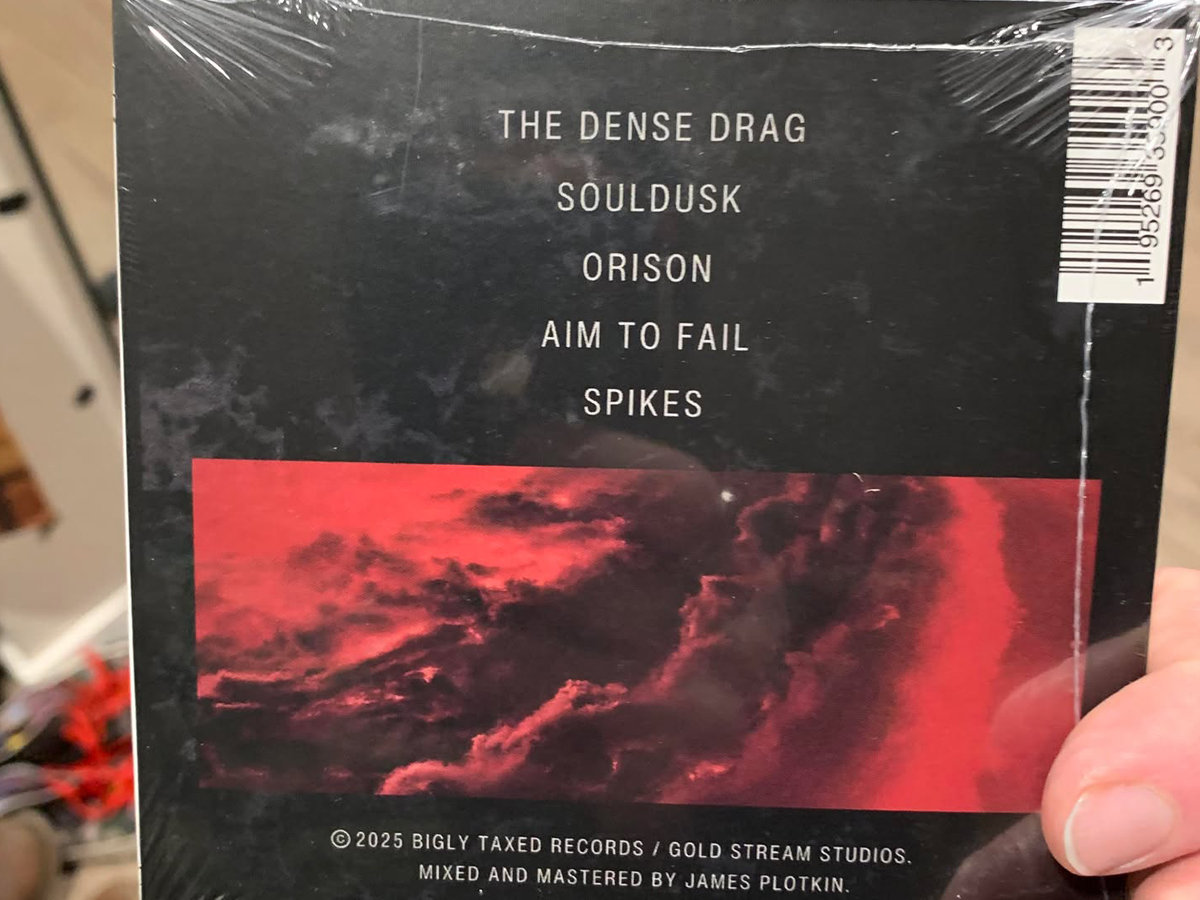 THE DENSE DRAG
SOULDUSK
ORISON
AIM TO FAIL
SPIKES
© 2025 BIGLY TAXED RECORDS / GOLD STREAM STUDIOS.
MIXED AND MASTERED BY JAMES PLOTKIN.